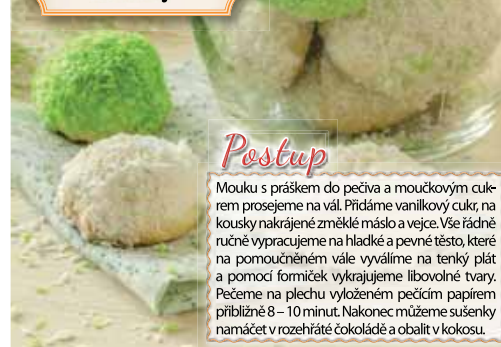 Postup
Mouku s práškem do pečiva a moučkovým cuk-
rem prosejeme na vál. Přidáme vanilkový cukr, na
kousky nakrájené změklé máslo a vejce. Vše řádně
ručně vypracujeme na hladké a pevné těsto, které
na pomoučněném vále vyválíme na tenký plát
a pomocí formiček vykrajujeme libovolné tvary.
Pečeme na plechu vyloženém pečícím papírem
přibližně 8 – 10 minut. Nakonec můžeme sušenky
namáčet v rozehřáté čokoládě a obalit v kokosu.